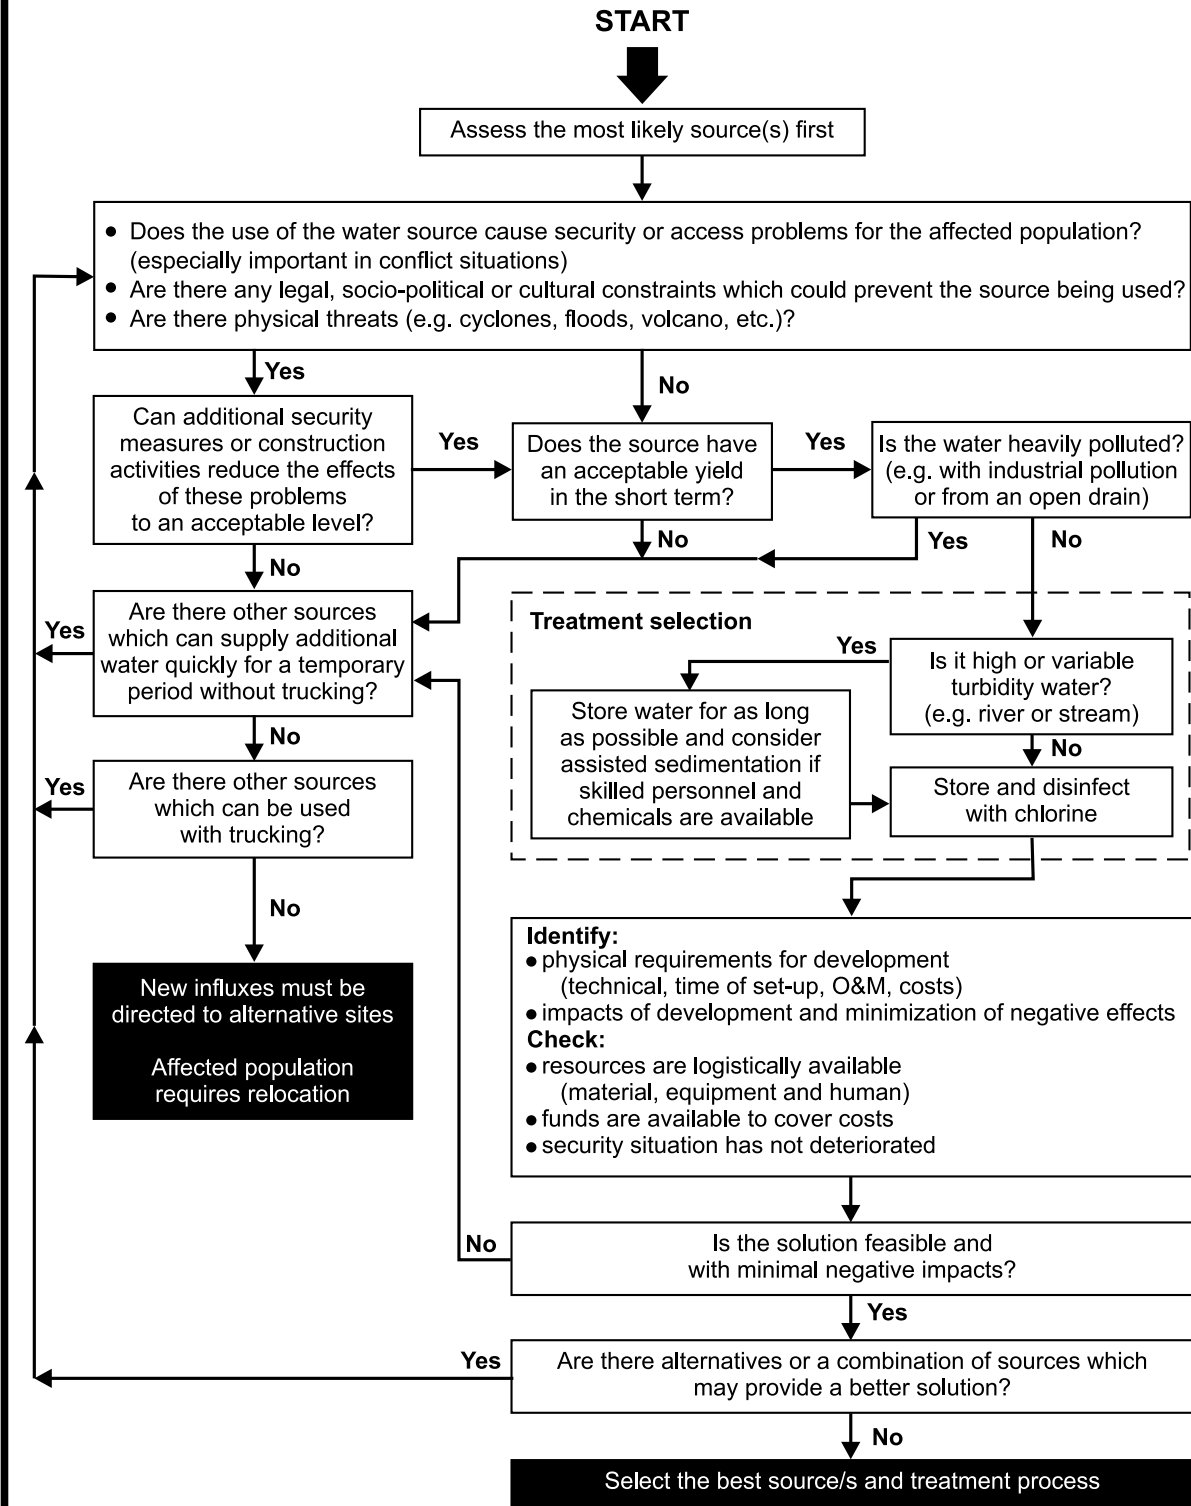 START
Assess the most likely source(s) first
• Does the use of the water source cause security or access problems for the affected population?
(especially important in conflict situations)
• Are there any legal, socio-political or cultural constraints which could prevent the source being used?
• Are there physical threats (e.g. cyclones, floods, volcano, etc.)?
Yes
No
Can additional security
measures or construction
activities reduce the effects
of these problems
to an acceptable level?
Yes
Does the source have
an acceptable yield
in the short term?
Yes
Is the water heavily polluted?
(e.g. with industrial pollution
or from an open drain)
No
No
Yes
No
Are there other sources
which can supply additional
water quickly for a temporary
period without trucking?
Yes
Treatment selection
Yes
Is it high or variable
turbidity water?
(e.g. river or stream)
Store water for as long
as possible and consider
assisted sedimentation if
skilled personnel and
chemicals are available
No
Store and disinfect
with chlorine
No
Yes
Are there other sources
which can be used
with trucking?
No
New influxes must be
directed to alternative sites
Affected population
requires relocation
Identify:
• physical requirements for development
(technical, time of set-up, O&M, costs)
• impacts of development and minimization of negative effects
Check:
• resources are logistically available
(material, equipment and human)
• funds are available to cover costs
• security situation has not deteriorated
No
Is the solution feasible and
with minimal negative impacts?
Yes
Yes
Are there alternatives or a combination of sources which
may provide a better solution?
No
Select the best source/s and treatment process